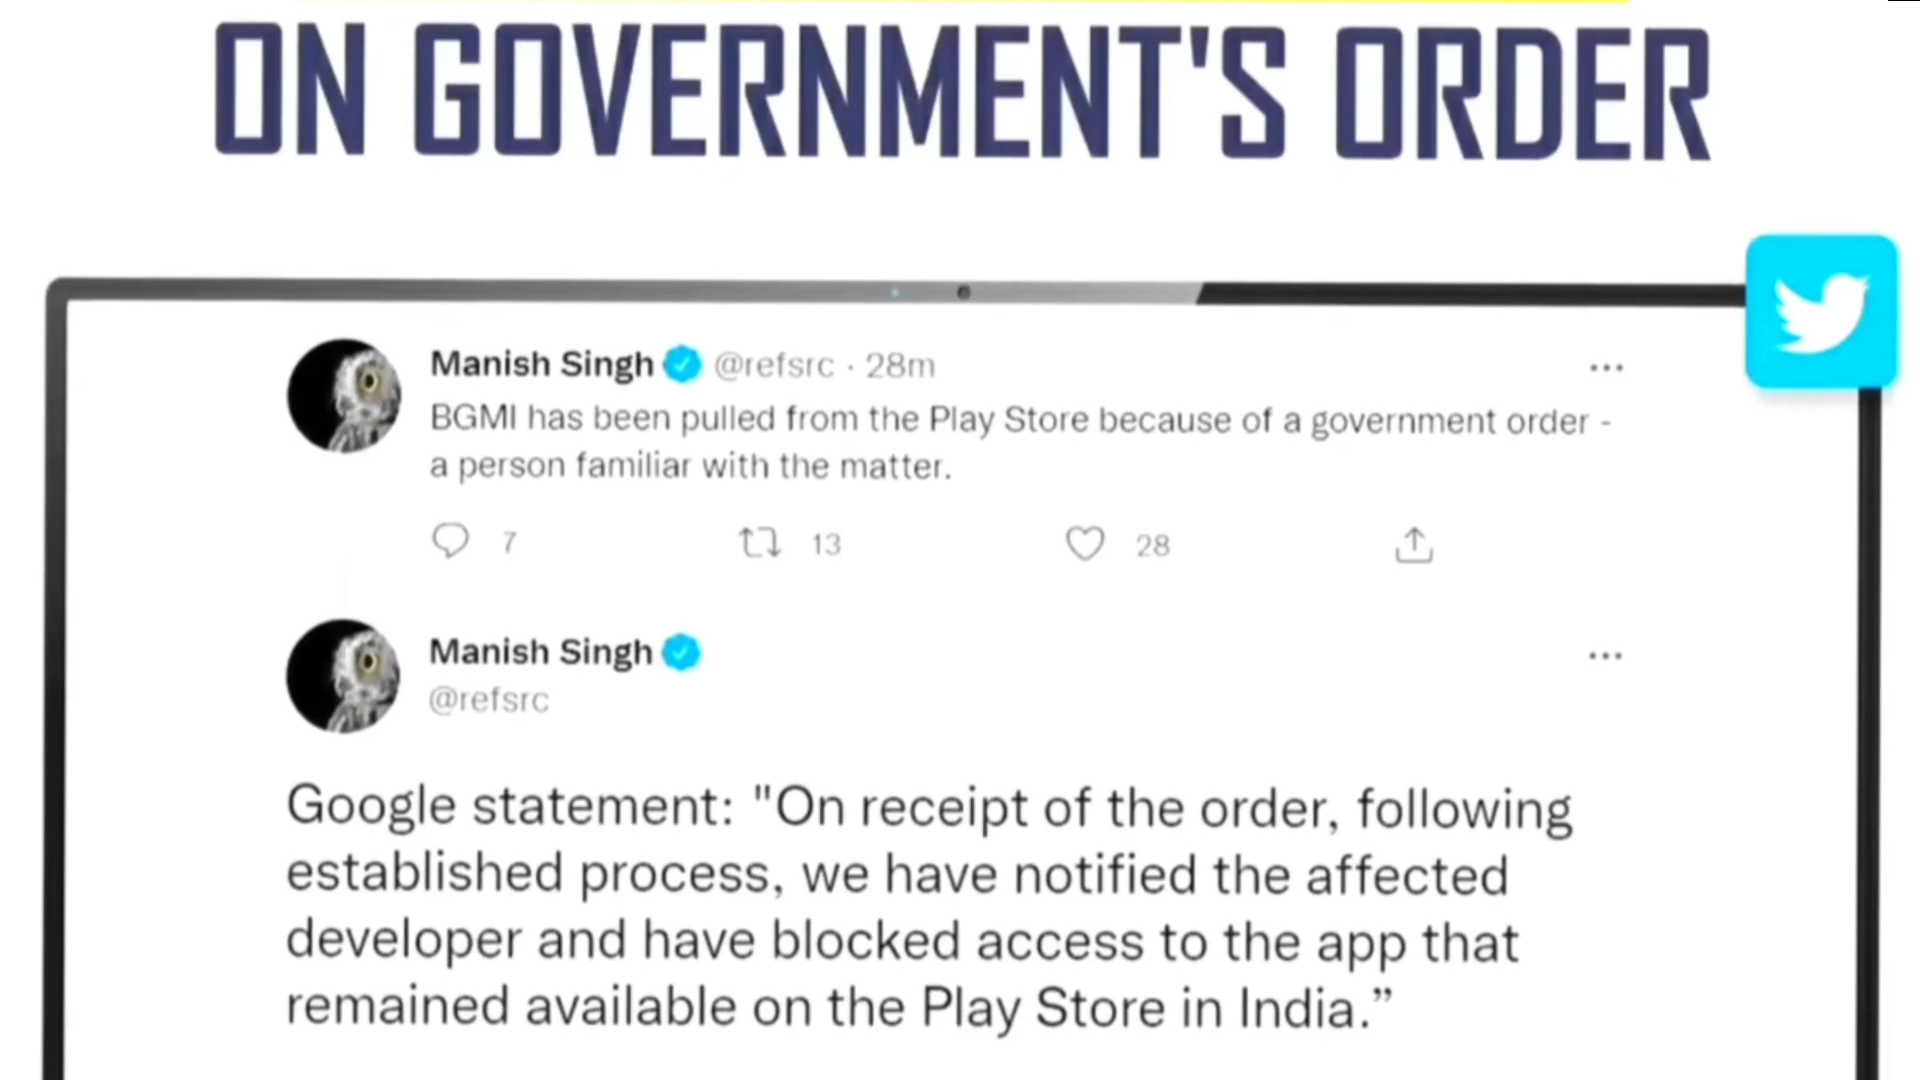 ON GOVERNMENT'S ORDER
Manish Singh @refsrc · 28m
BGMI has been pulled from the Play Store because of a government order -
a person familiar with the matter.
7 13 28
Manish Singh
@refsrc
Google statement: "On receipt of the order, following
established process, we have notified the affected
developer and have blocked access to the app that
remained available on the Play Store in India.”